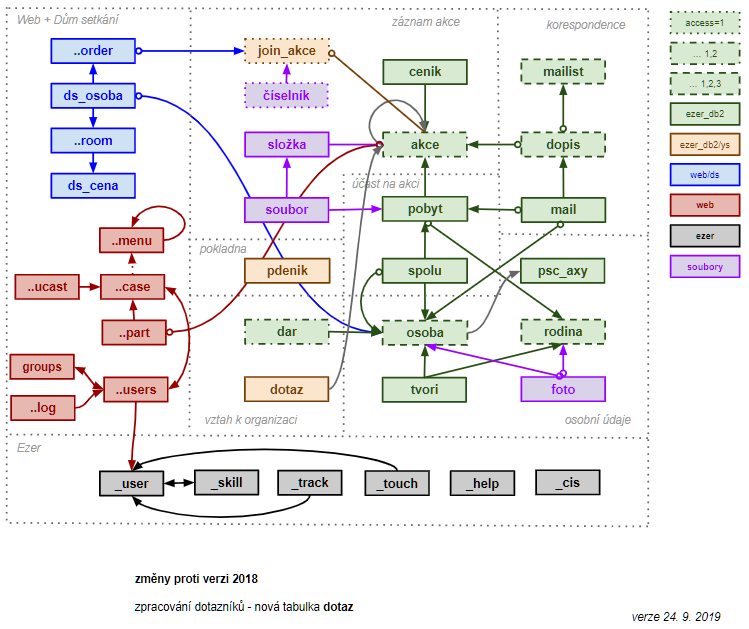 Web + Dům setkání
záznam akce
korespondence
access=1
..order
join_akce
cenik
mailist
... 1,2
ds_osoba
číselník
... 1,2,3
ezer_db2
..room
složka
akce
dopis
ezer_db2/ys
ds_cena
účast na akci
web/ds
soubor
pobyt
mail
web
..menu
pokladna
ezer
pdenik
spolu
psc_axy
soubory
..ucast
..case
..part
dar
osoba
rodina
groups
..users
dotaz
tvori
foto
..log
vztah k organizaci
osobní údaje
Ezer
_user
_skill
_track
_touch
_help
_cis
změny proti verzi 2018
zpracování dotazníků - nová tabulka dotaz
verze 24. 9. 2019